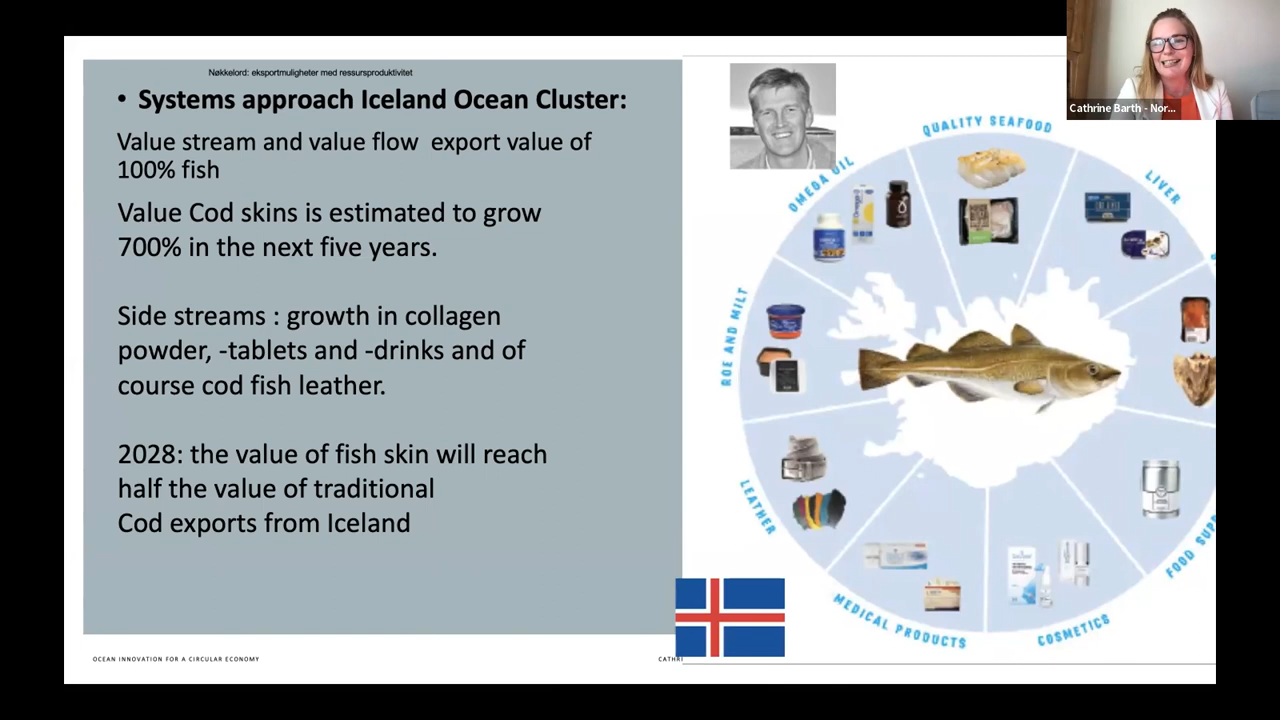 Nøkkelord: eksportmuligheter med ressursproduktivitet
• Systems approach Iceland Ocean Cluster:
Value stream and value flow export value of
100% fish
Value Cod skins is estimated to grow
700% in the next five years.
Side streams : growth in collagen
powder, -tablets and -drinks and of
course cod fish leather.
2028: the value of fish skin will reach
half the value of traditional
Cod exports from Iceland
OCEAN INNOVATION FOR A CIRCULAR ECONOMY
CATHRI
QUALITY SEAFOOD
LIVER
OMEGA OIL
ROE AND MILT
LEATHER
MEDICAL PRODUCTS
COSMETICS
FOOD SUPP
Cathrine Barth - Nor...